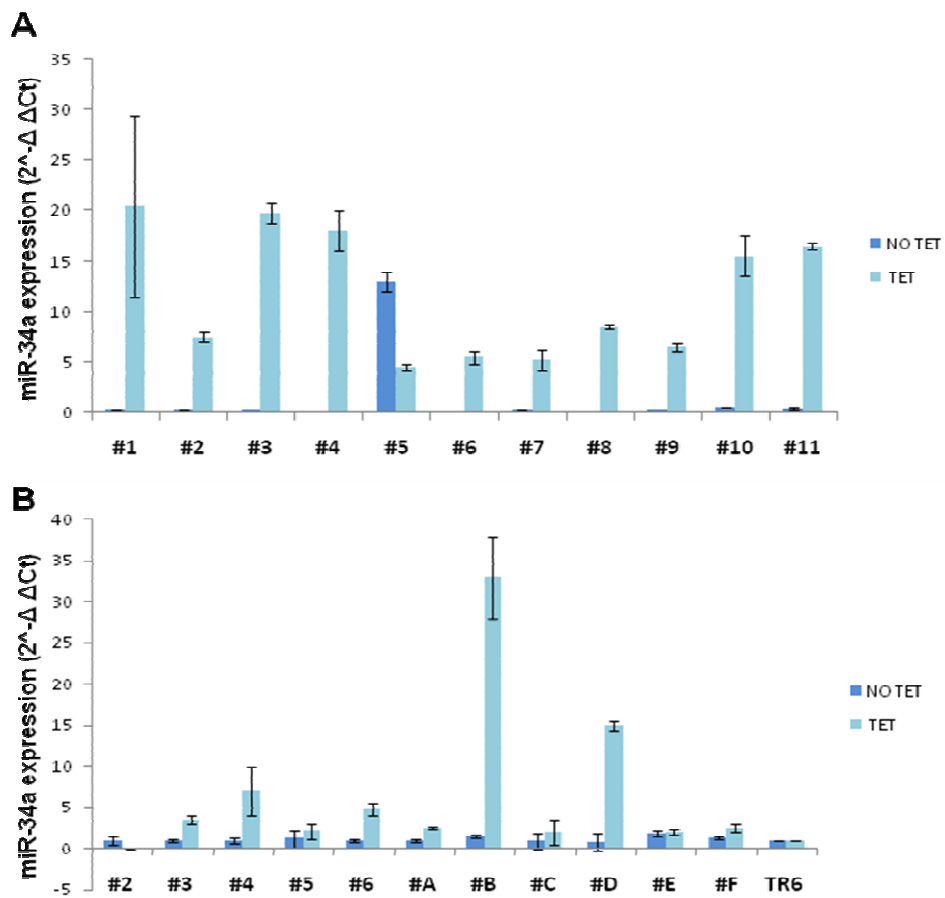 A
miR-34a expression (2^-Δ ΔCt)
35
30
25
20
15
10
5
0
#1 #2 #3 #4 #5 #6 #7 #8 #9 #10 #11
NO TET
TET
B
miR-34a expression (2^-Δ ΔCt)
40
35
30
25
20
15
10
5
0
-5
#2 #3 #4 #5 #6 #A #B #C #D #E #F TR6
NO TET
TET